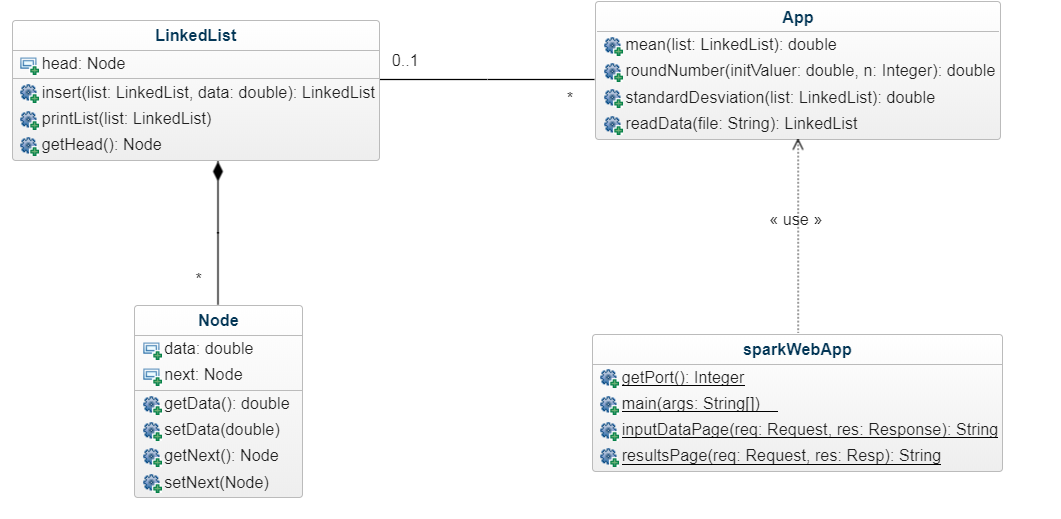 LinkedList
head: Node
insert(list: LinkedList, data: double): LinkedList
printList(list: LinkedList)
getHead(): Node
0..1
*
App
mean(list: LinkedList): double
roundNumber(initValuer: double, n: Integer): double
standardDesviation(list: LinkedList): double
readData(file: String): LinkedList
« use »
*
Node
data: double
next: Node
getData(): double
setData(double)
getNext(): Node
setNext(Node)
sparkWebApp
getPort(): Integer
main(args: String[])
inputDataPage(req: Request, res: Response): String
resultsPage(req: Request, res: Resp): String